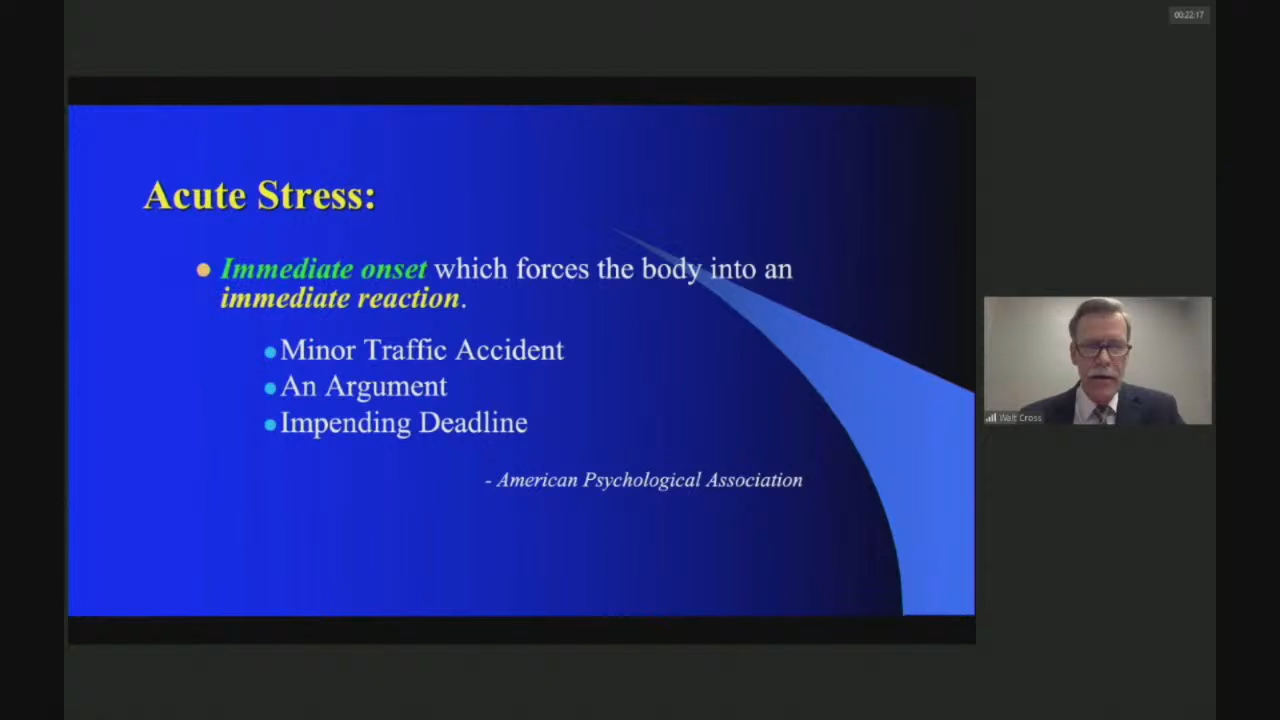 00:22:17
Acute Stress:
Immediate onset which forces the body into an
immediate reaction.
Minor Traffic Accident
An Argument
Impending Deadline
- American Psychological Association
Walt Cross